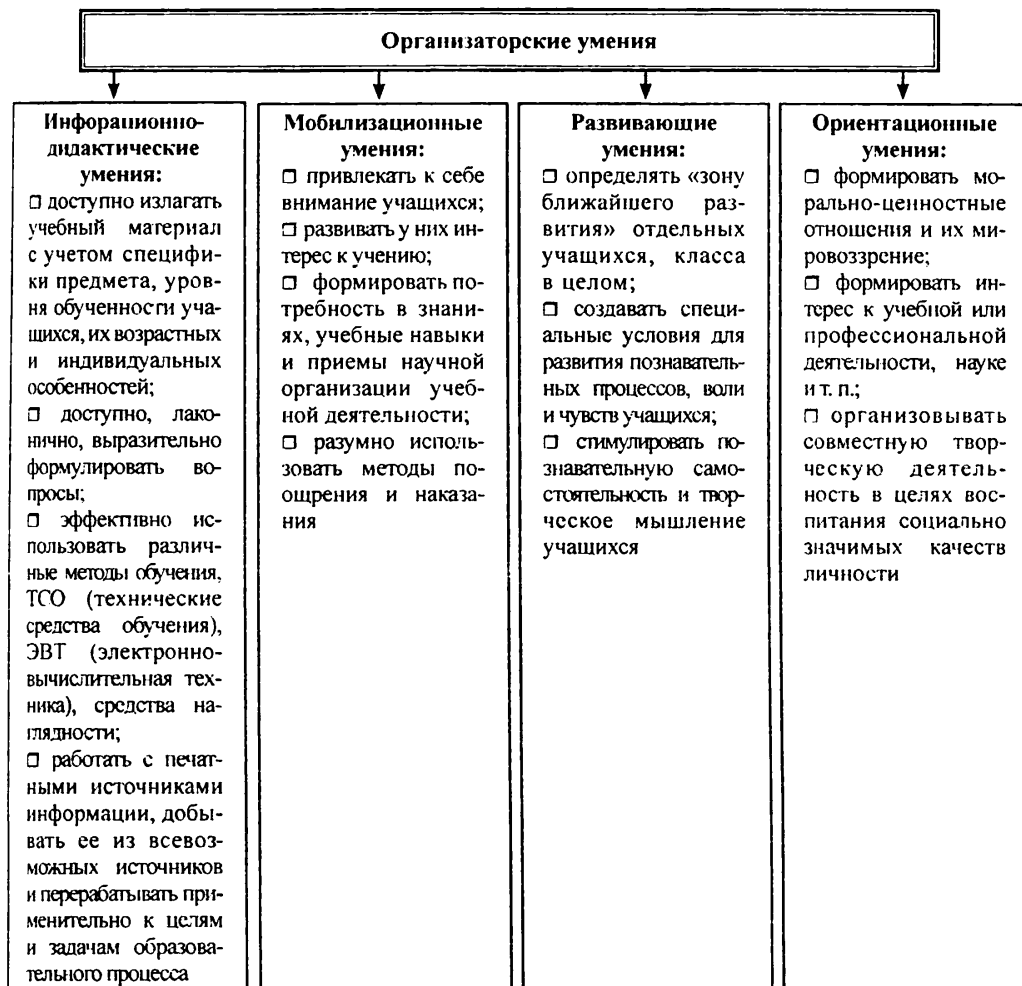 Организаторские умения
Инфорационно-
дидактические
умения:
□ доступно излагать
учебный материал
с учетом специфи-
ки предмета, уров-
ня обученности уча-
щихся, их возрастных
и индивидуальных
особенностей;
□ доступно, лако-
нично, выразительно
формулировать во-
просы;
□ эффективно ис-
пользовать различ-
ные методы обучения,
ТСО (технические
средства обучения),
ЭВТ (электронно-
вычислительная тех-
ника), средства на-
глядности;
□ работать с печат-
ными источниками
информации, добы-
вать ее из всевоз-
можных источников
и перерабатывать при-
менительно к целям
и задачам образова-
тельного процесса
Мобилизационные
умения:
□ привлекать к себе
внимание учащихся;
□ развивать у них ин-
терес к учению;
□ формировать по-
требность в знани-
ях, учебные навыки
и приемы научной
организации учеб-
ной деятельности;
□ разумно исполь-
зовать методы по-
ощрения и наказа-
ния
Развивающие
умения:
□ определять «зону
ближайшего раз-
вития» отдельных
учащихся, класса
в целом;
□ создавать специ-
альные условия для
развития познаватель-
ных процессов, воли
и чувств учащихся;
□ стимулировать по-
знавательную само-
стоятельность и твор-
ческое мышление
учащихся
Ориентационные
умения:
□ формировать мо-
рально-ценностные
отношения и их ми-
ровоззрение;
□ формировать ин-
терес к учебной или
профессиональной
деятельности, науке
и т. п.;
□ организовывать
совместную твор-
ческую деятель-
ность в целях вос-
питания социально
значимых качеств
личности